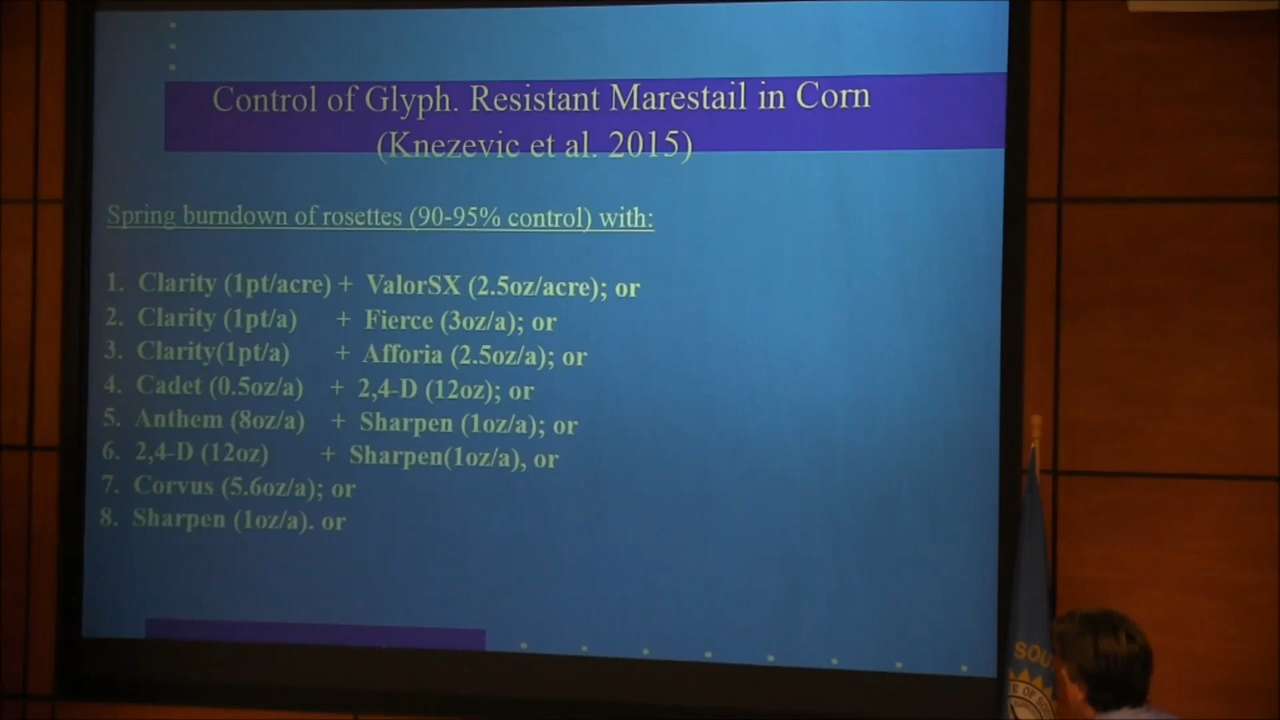 Control of Glyph. Resistant Marestail in Corn
(Knezevic et al. 2015)
Spring burndown of rosettes (90-95% control) with:
1. Clarity (1pt/acre) + ValorSX (2.5oz/acre); or
2. Clarity (1pt/a) + Fierce (3oz/a); or
3. Clarity(1pt/a) + Afforia (2.5oz/a); or
4. Cadet (0.5oz/a) + 2,4-D (12oz); or
5. Anthem (8oz/a) + Sharpen (1oz/a); or
6. 2,4-D (12oz) + Sharpen(1oz/a), or
7. Corvus (5.6oz/a); or
8. Sharpen (1oz/a). or
SOU